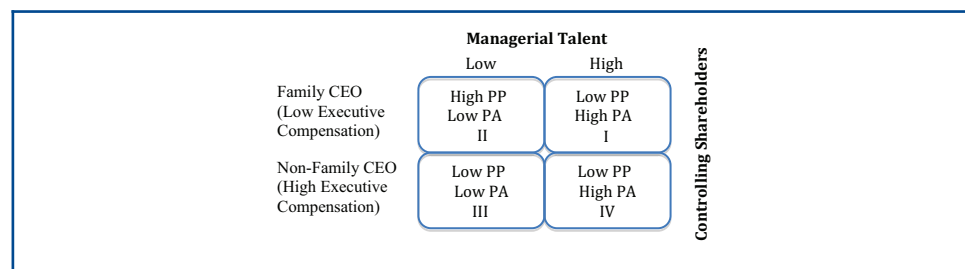 Managerial Talent
Low High
Family CEO
(Low Executive
Compensation)
High PP
Low PA
II
Low PP
High PA
I
Non-Family CEO
(High Executive
Compensation)
Low PP
Low PA
III
Low PP
High PA
IV
Controlling Shareholders